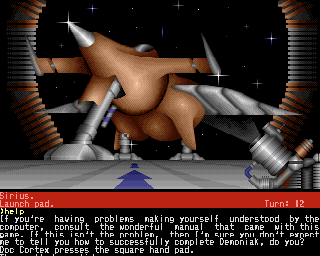 Sirius.
Launch pad. Turn: 12
?help
If you're having problems making yourself understood by the
computer, consult the wonderful manual that came with this
game. If this isn't the problem, then I'm sure you don't expect
me to tell you how to successfully complete Demoniak, do you?
Doc Cortex presses the square hand pad.